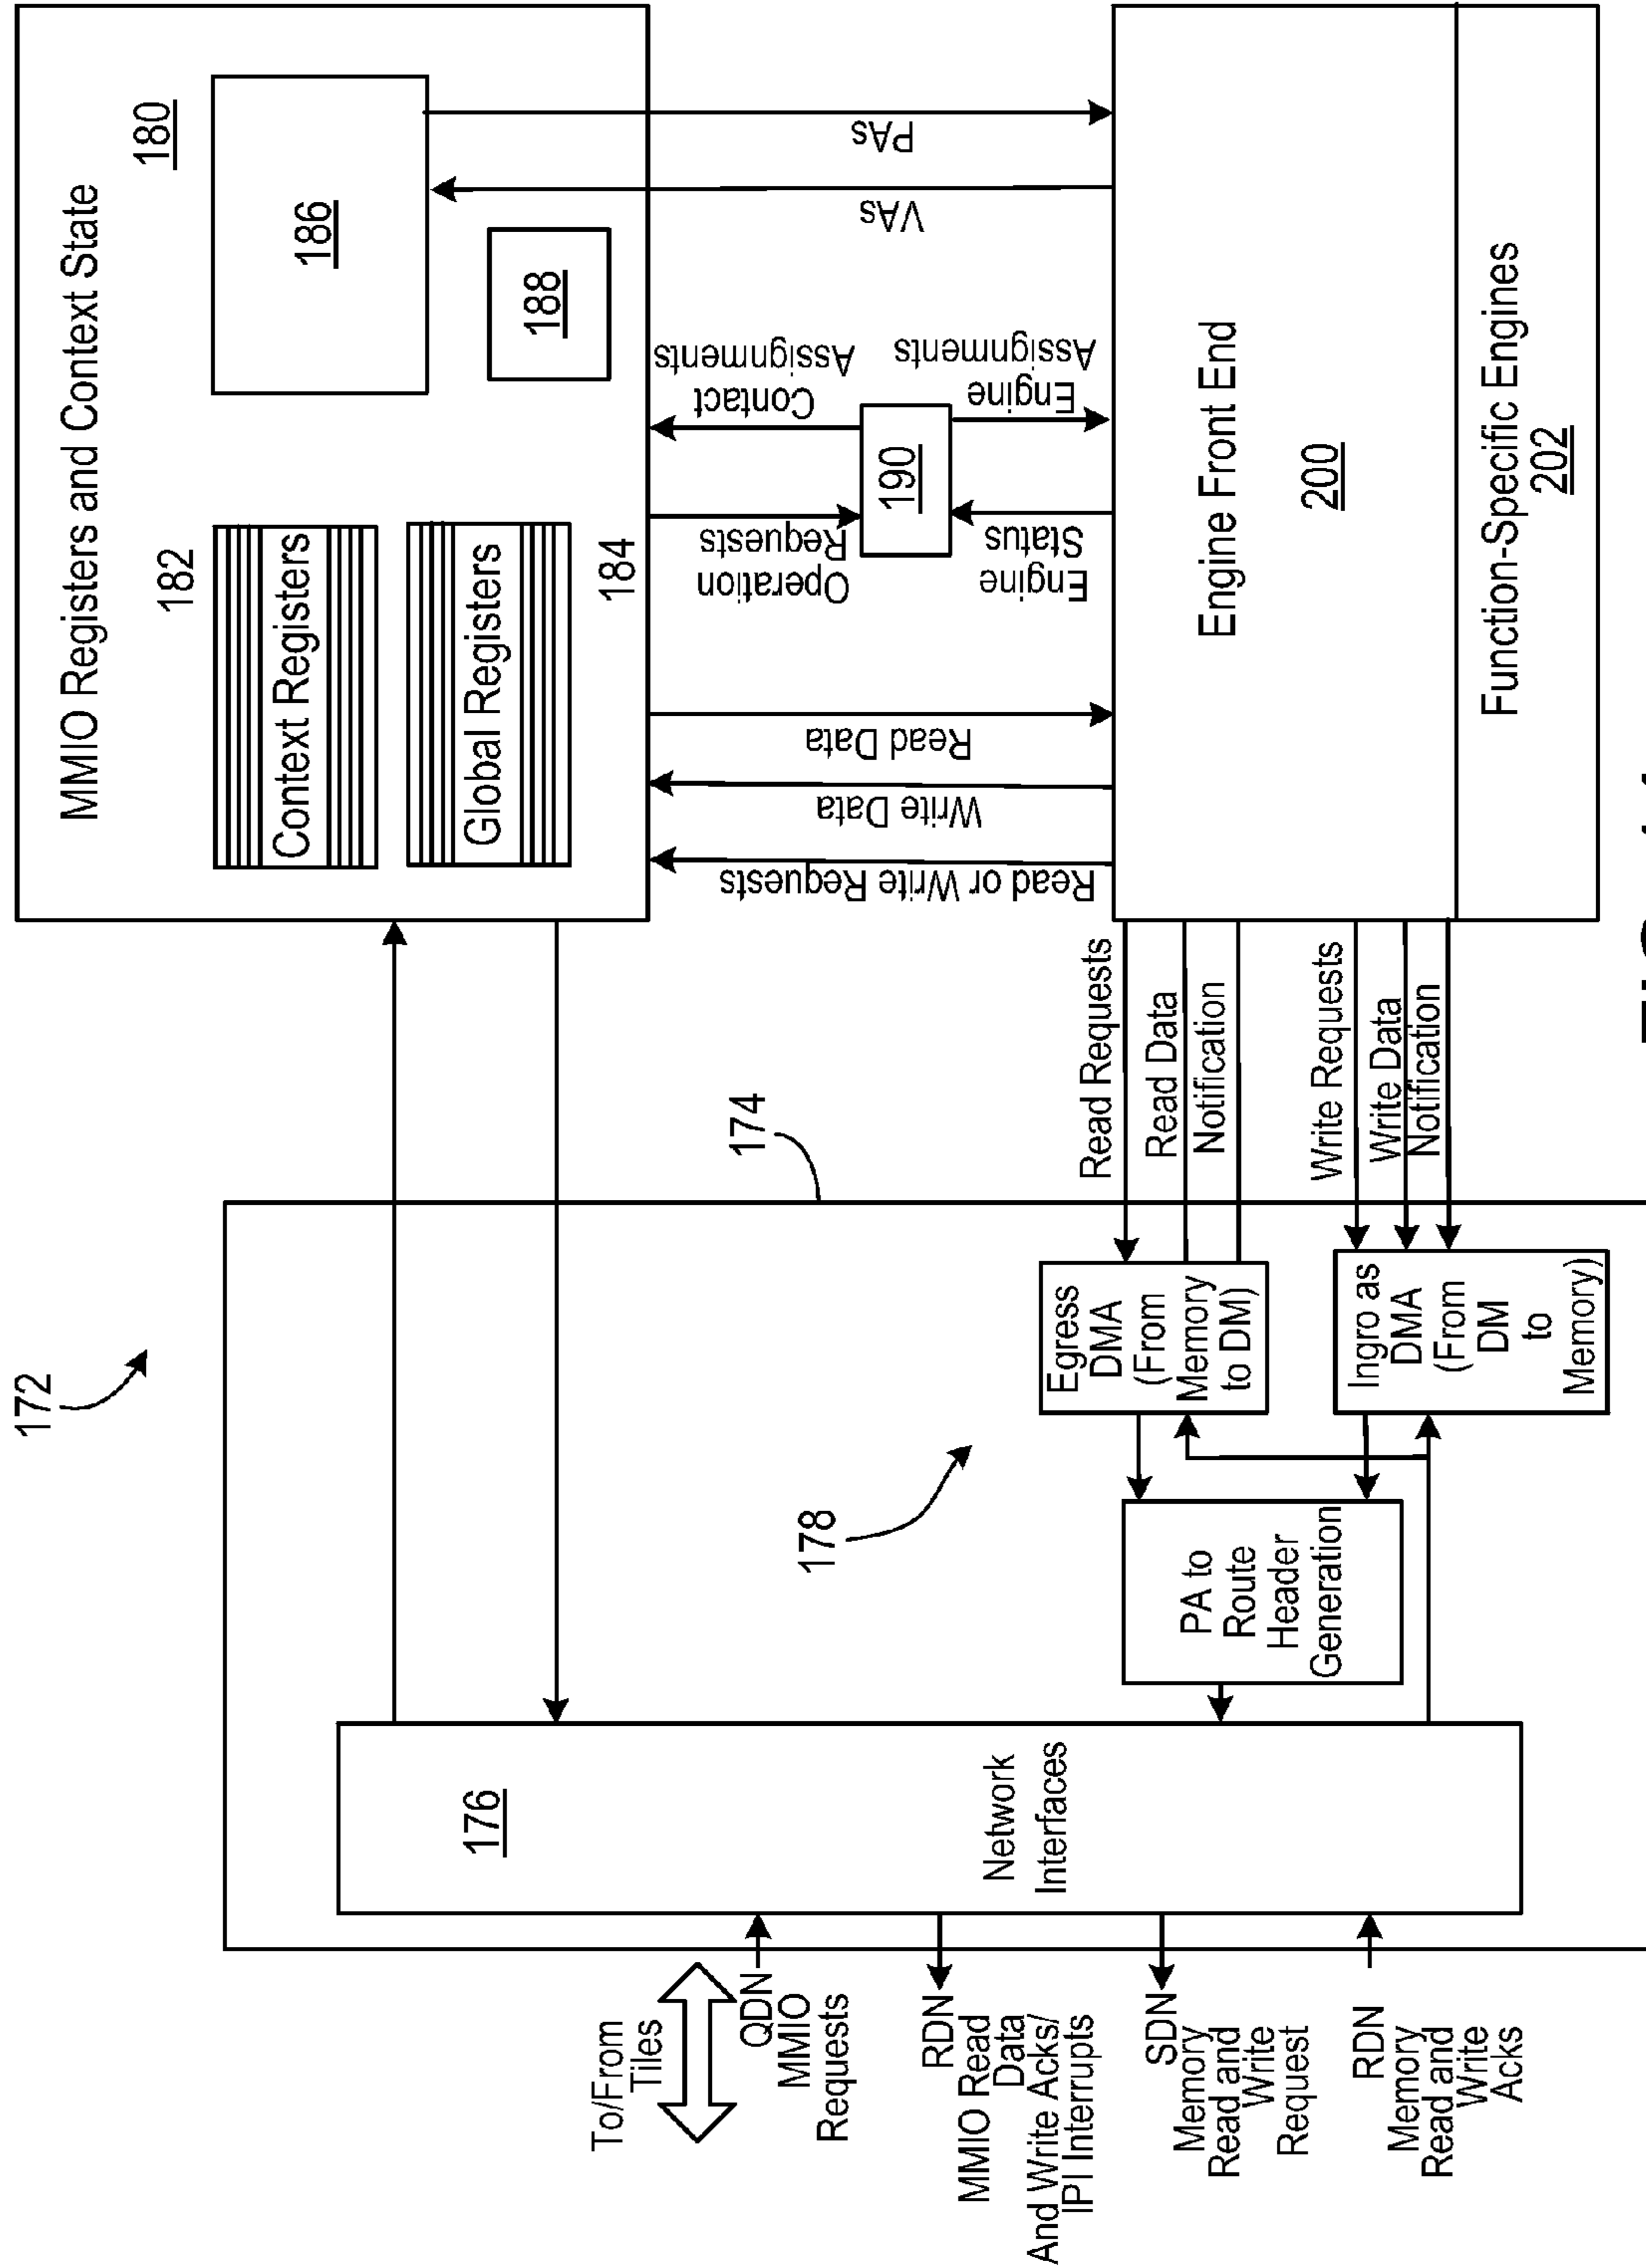 172
174
To/From
Tiles
QDN
MMIO
Requests
RDN
MMIO Read
Data
And Write Acks/
IPI Interrupts
SDN
Memory
Read and
Write
Request
RDN
Memory
Read and
Write
Acks
176
Network
Interfaces
178
PA to
Route
Header
Generation
Egress
DMA
(From
Memory
to DM)
Ingro as
DMA
(From
DM
to
Memory)
Read Requests
Read Data
Notification
Write Requests
Write Data
Notification
MMIO Registers and Context State
180
182
Context Registers
Global Registers
184
186
188
Read or Write Requests
Write Data
Read Data
Operation
Requests
Contact
Assignments
190
Engine
Status
Engine
Assignments
VAs
PAs
Engine Front End
200
Function-Specific Engines
202